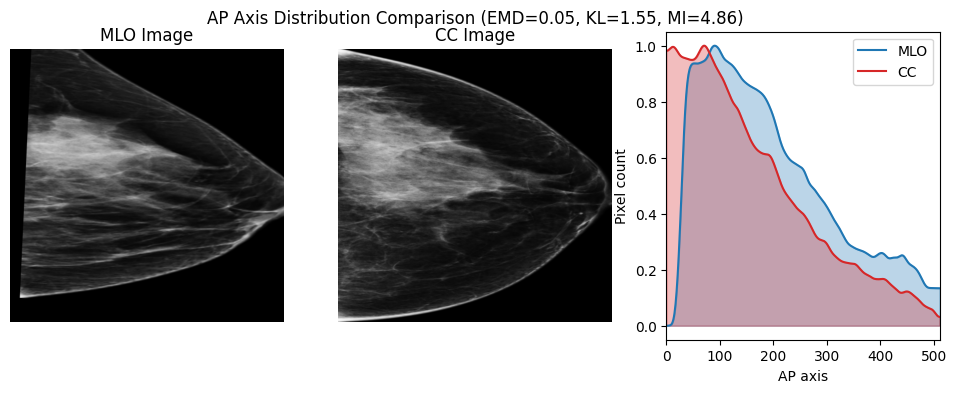 AP Axis Distribution Comparison (EMD=0.05, KL=1.55, MI=4.86)
MLO Image
CC Image
MLO
CC
1.0
0.8
0.6
0.4
0.2
0.0
Pixel count
0 100 200 300 400 500
AP axis